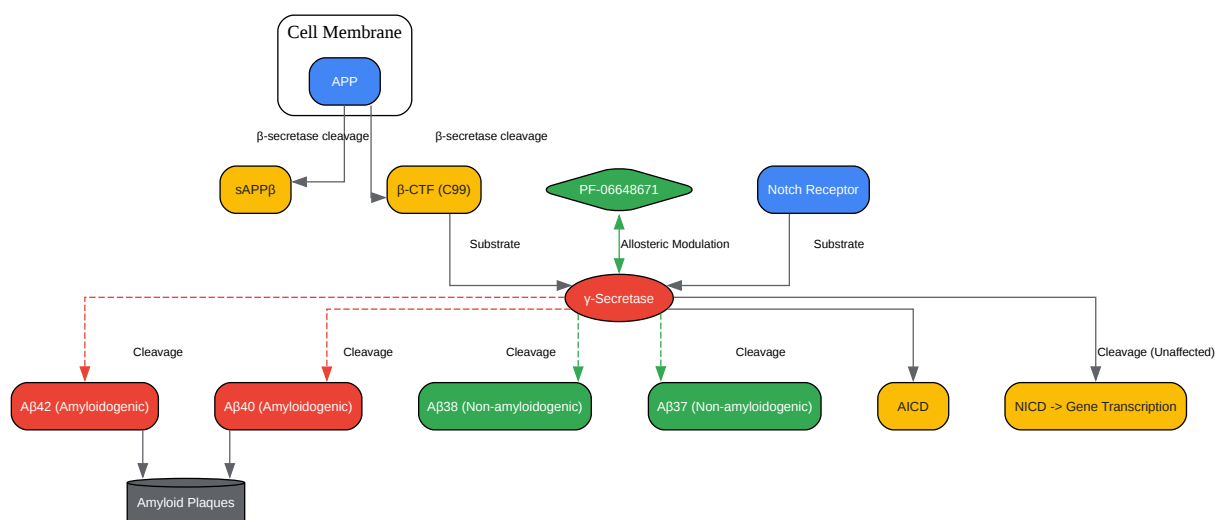 Cell Membrane
APP
β-secretase cleavage
β-secretase cleavage
sAPPβ
β-CTF (C99)
PF-06648671
Notch Receptor
Substrate
Allosteric Modulation
Substrate
γ-Secretase
Cleavage
Cleavage
Cleavage
Cleavage
Cleavage (Unaffected)
Aβ42 (Amyloidogenic)
Aβ40 (Amyloidogenic)
Aβ38 (Non-amyloidogenic)
Aβ37 (Non-amyloidogenic)
AICD
NICD -> Gene Transcription
Amyloid Plaques